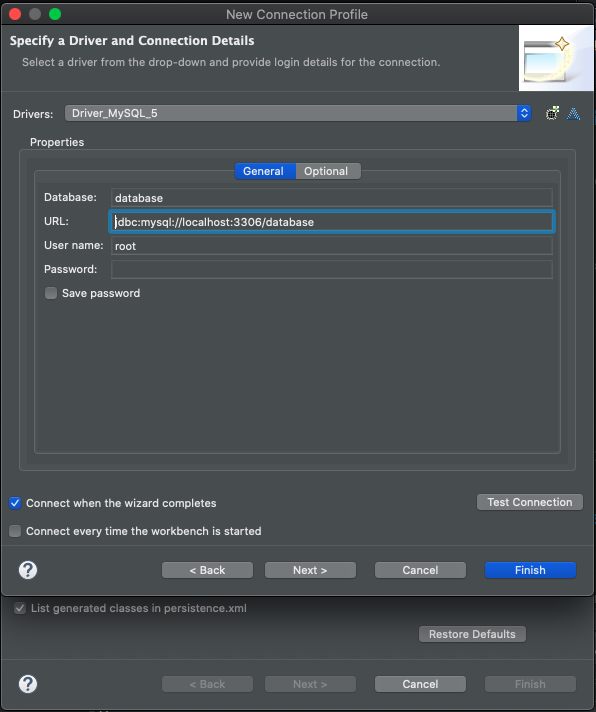 New Connection Profile
Specify a Driver and Connection Details
Select a driver from the drop-down and provide login details for the connection.
Drivers: Driver_MySQL_5
Properties
General Optional
Database: database
URL: jdbc:mysql://localhost:3306/database
User name: root
Password:
Save password
Connect when the wizard completes
Test Connection
Connect every time the workbench is started
? < Back Next > Cancel Finish
List generated classes in persistence.xml
Restore Defaults
? < Back Next > Cancel Finish